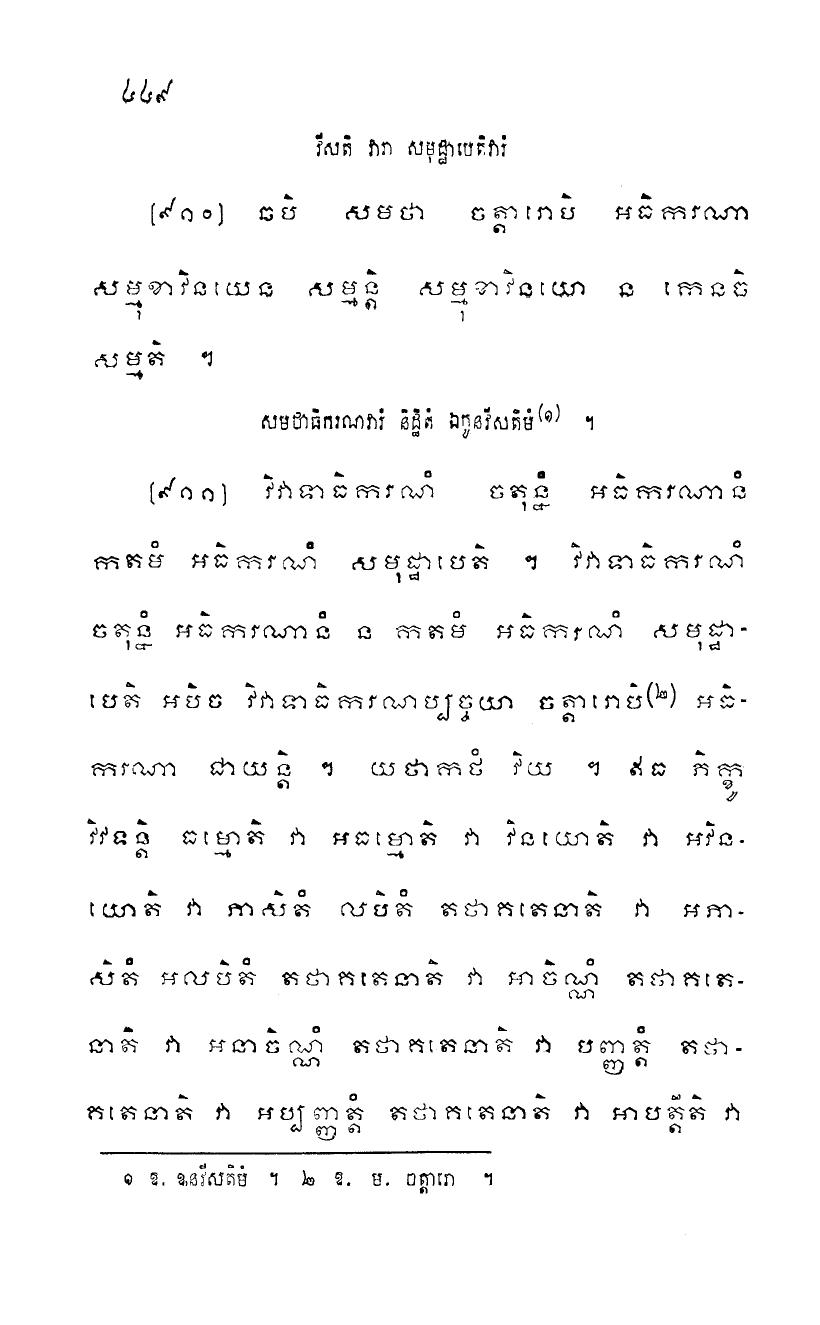 ៤៤៩
វីសតិ វារា សមុដ្ឋាបេតិវារំ
[៩១០] ឆបិ សមថា ចត្តារោបិ អធិករណា
សម្មុខាវិនយេន សម្មន្តិ សម្មុខាវិនយោ ន កេនចិ
សម្មតិ ។
សមថាធិករណវារំ និដ្ឋិតំ ឯកូនវីសតិមំ(១) ។
[៩១១] វិវាទាធិករណំ ចតុន្នំ អធិករណានំ
កតមំ អធិករណំ សមុដ្ឋាបេតិ ។ វិវាទាធិករណំ
ចតុន្នំ អធិករណានំ ន កតមំ អធិករណំ សមុដ្ឋា-
បេតិ អបិច វិវាទាធិករណប្បច្ចយា ចត្តារោបិ(២) អធិ-
ករណា ជាយន្តិ ។ យថាកថំ វិយ ។ ឥធ ភិក្ខូ
វិវទន្តិ ធម្មោតិ វា អធម្មោតិ វា វិនយោតិ វា អវិន-
យោតិ វា ភាសិតំ លបិតំ តថាគតេនាតិ វា អភា-
សិតំ អលបិតំ តថាគតេនាតិ វា អាចិណ្ណំ តថាគតេ-
នាតិ វា អនាចិណ្ណំ តថាគតេនាតិ វា បញ្ញត្តំ តថា-
គតេនាតិ វា អប្បញ្ញត្តំ តថាគតេនាតិ វា អាបត្តីតិ វា
១ ឱ. ឩនវីសតិមំ ។ ២ ឱ. ម. ចត្តារោ ។